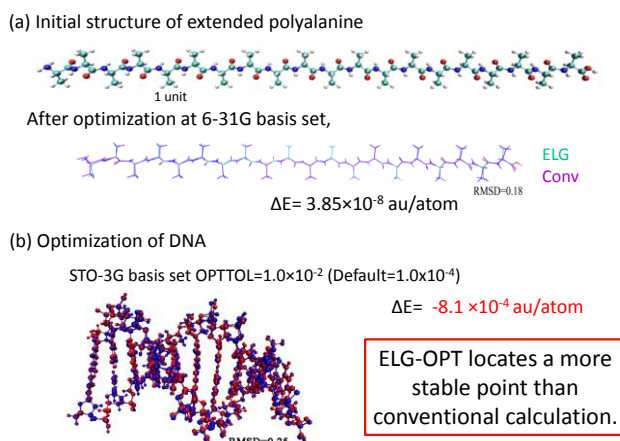 (a) Initial structure of extended polyalanine
1 unit
After optimization at 6-31G basis set,
ELG
Conv
RMSD=0.18
ΔE= 3.85×10⁻⁸ au/atom
(b) Optimization of DNA
STO-3G basis set OPTTOL=1.0×10⁻² (Default=1.0x10⁻⁴)
ΔE= -8.1 ×10⁻⁴ au/atom
ELG-OPT locates a more
stable point than
conventional calculation.
RMSD=0.25